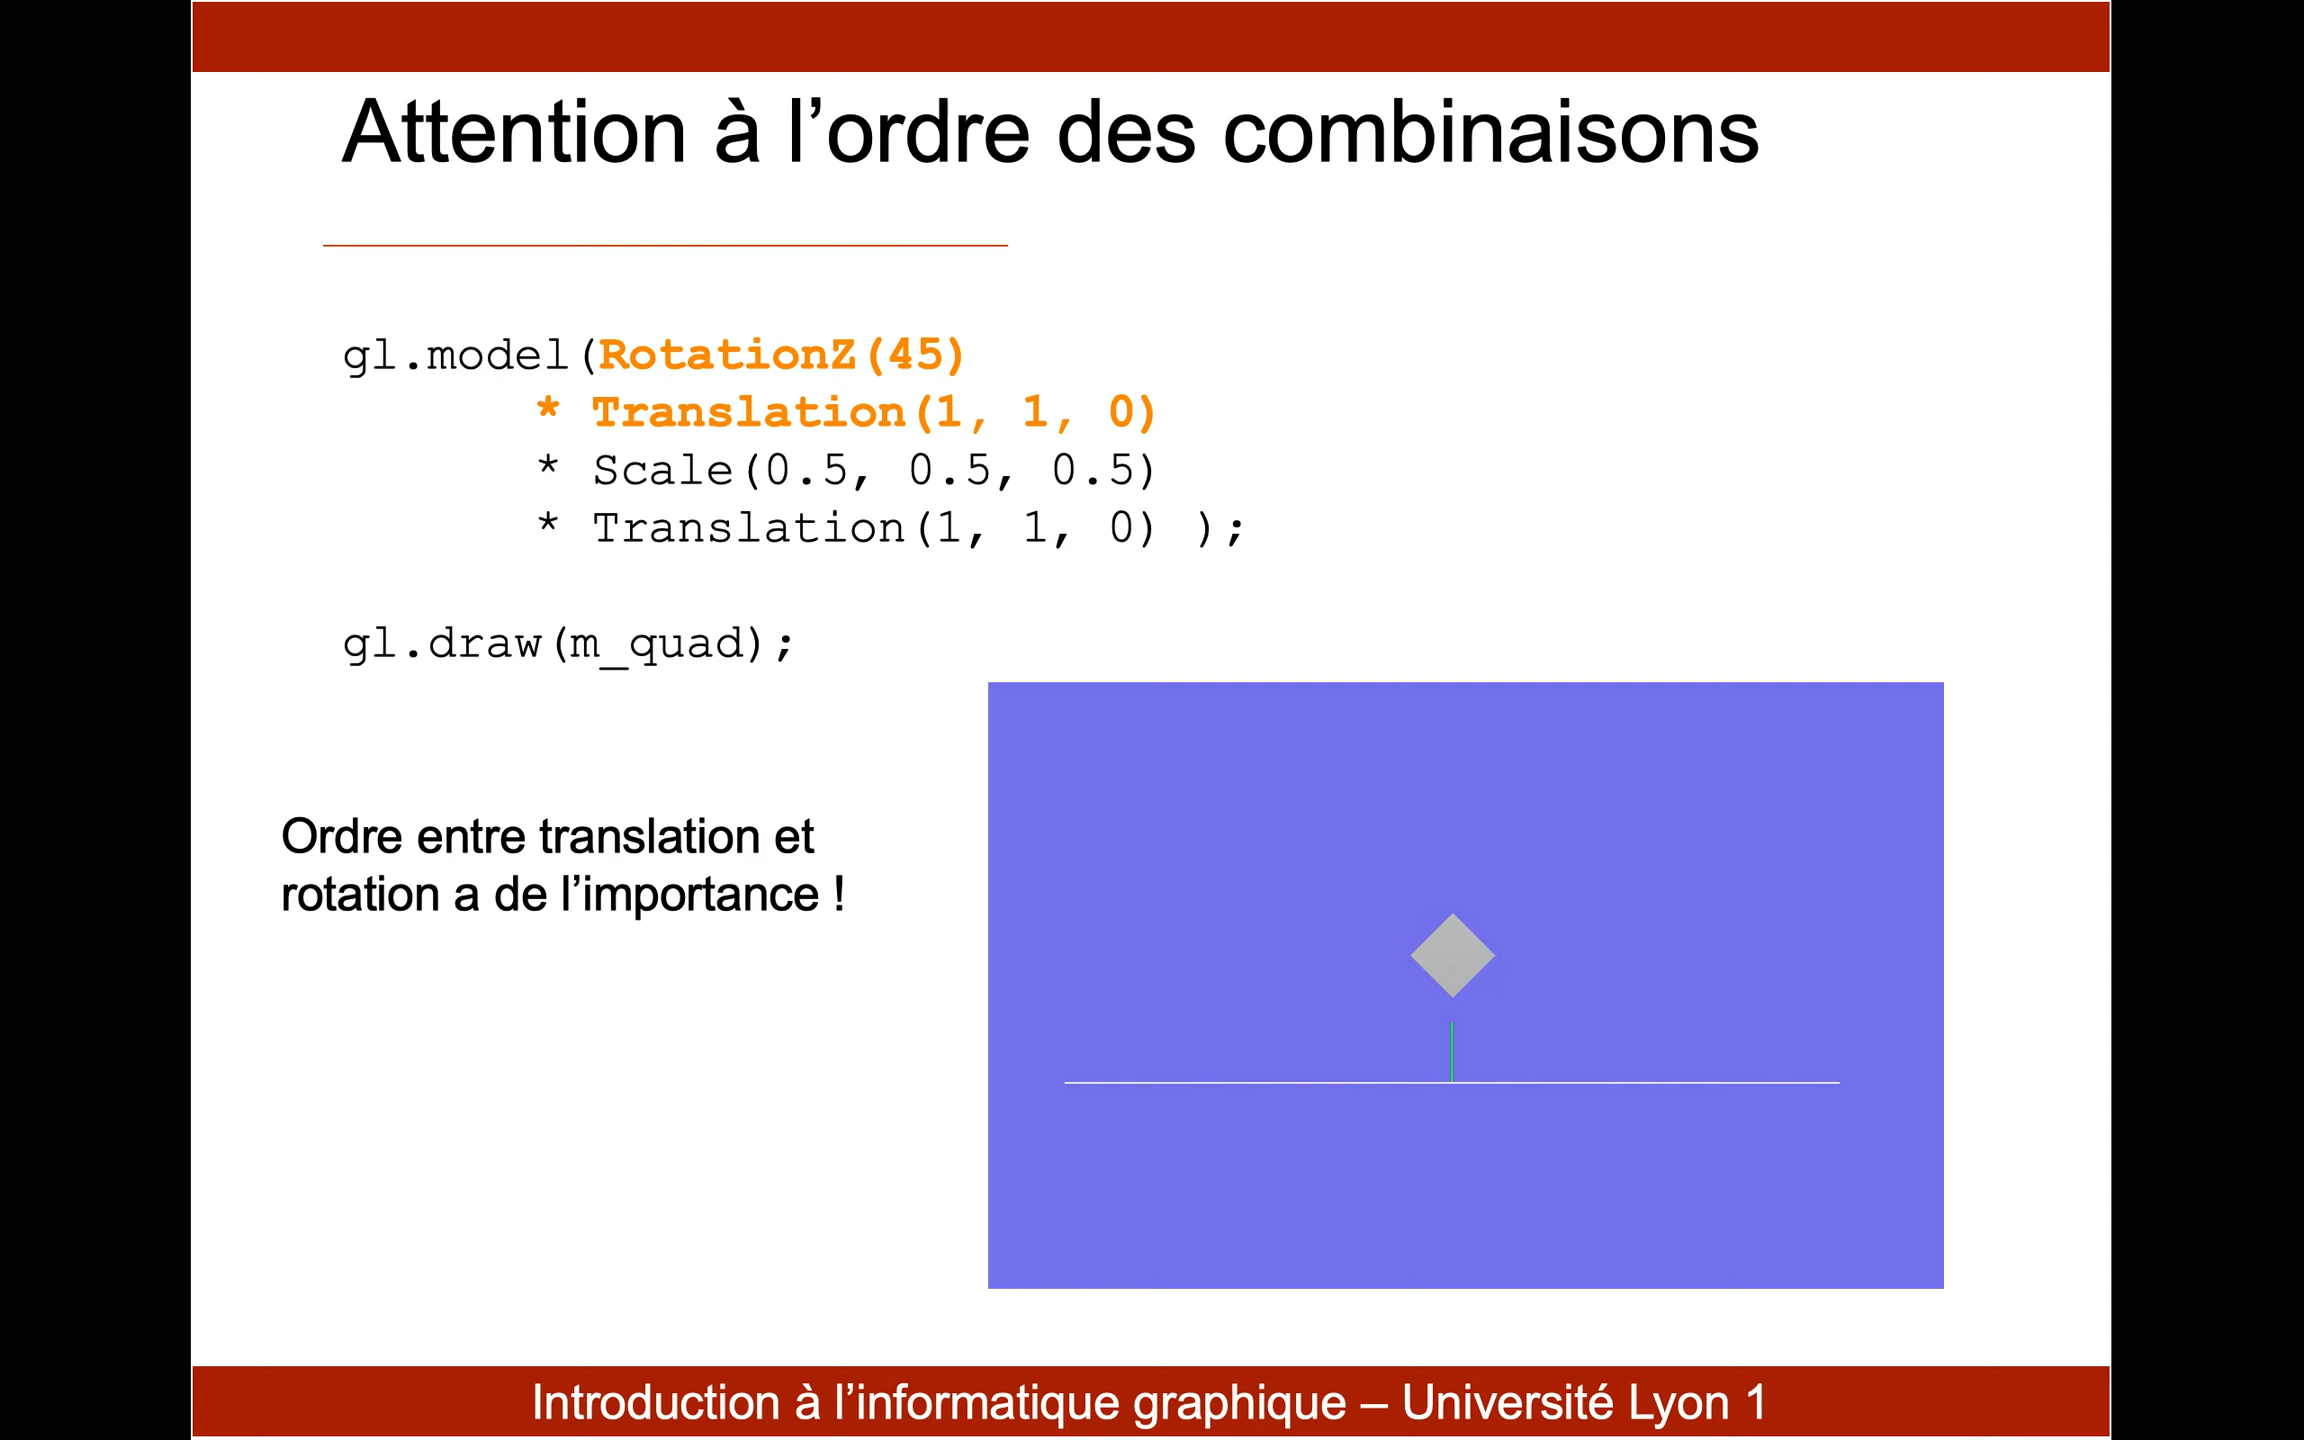 Attention à l’ordre des combinaisons
gl.model(RotationZ(45)
* Translation(1, 1, 0)
* Scale(0.5, 0.5, 0.5)
* Translation(1, 1, 0) );
gl.draw(m_quad);
Ordre entre translation et
rotation a de l’importance !
Introduction à l’informatique graphique – Université Lyon 1